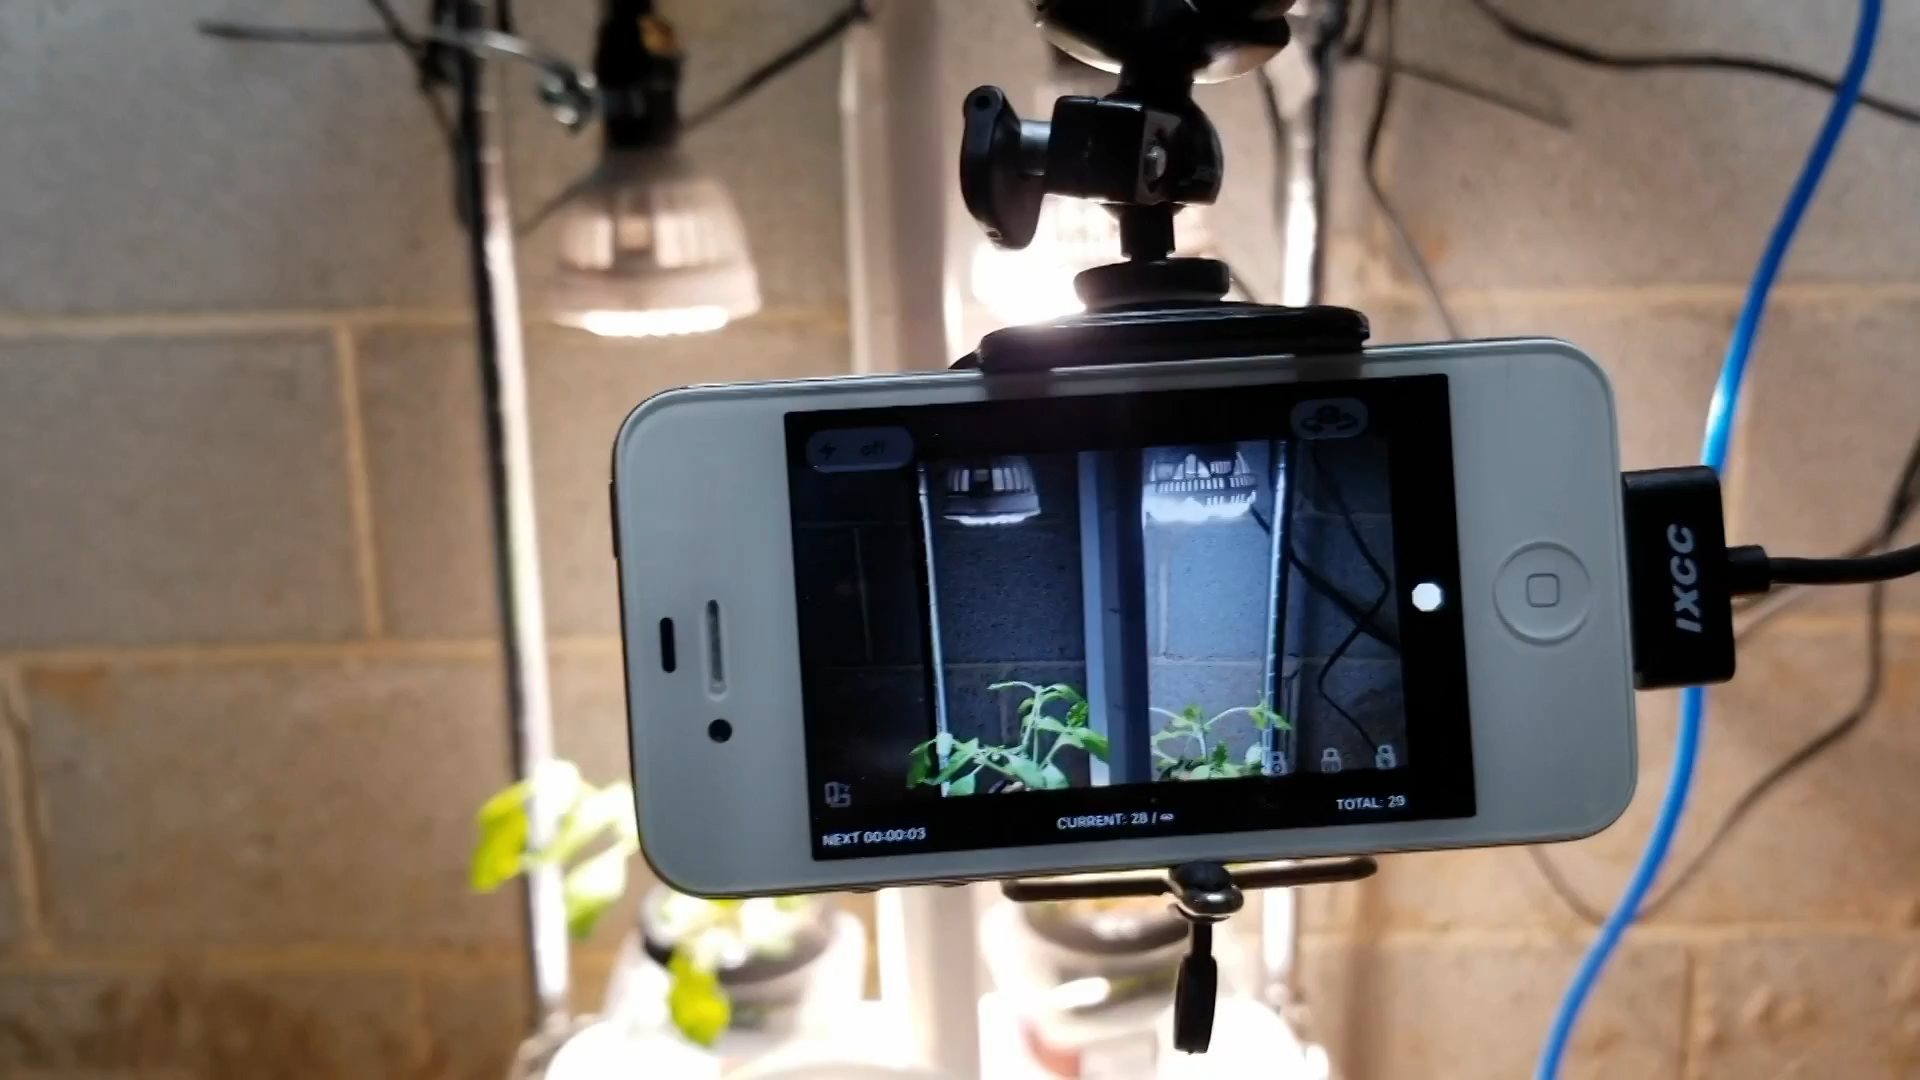 off
NEXT 00:00:03
CURRENT: 28 / ∞
TOTAL: 29
IXCC